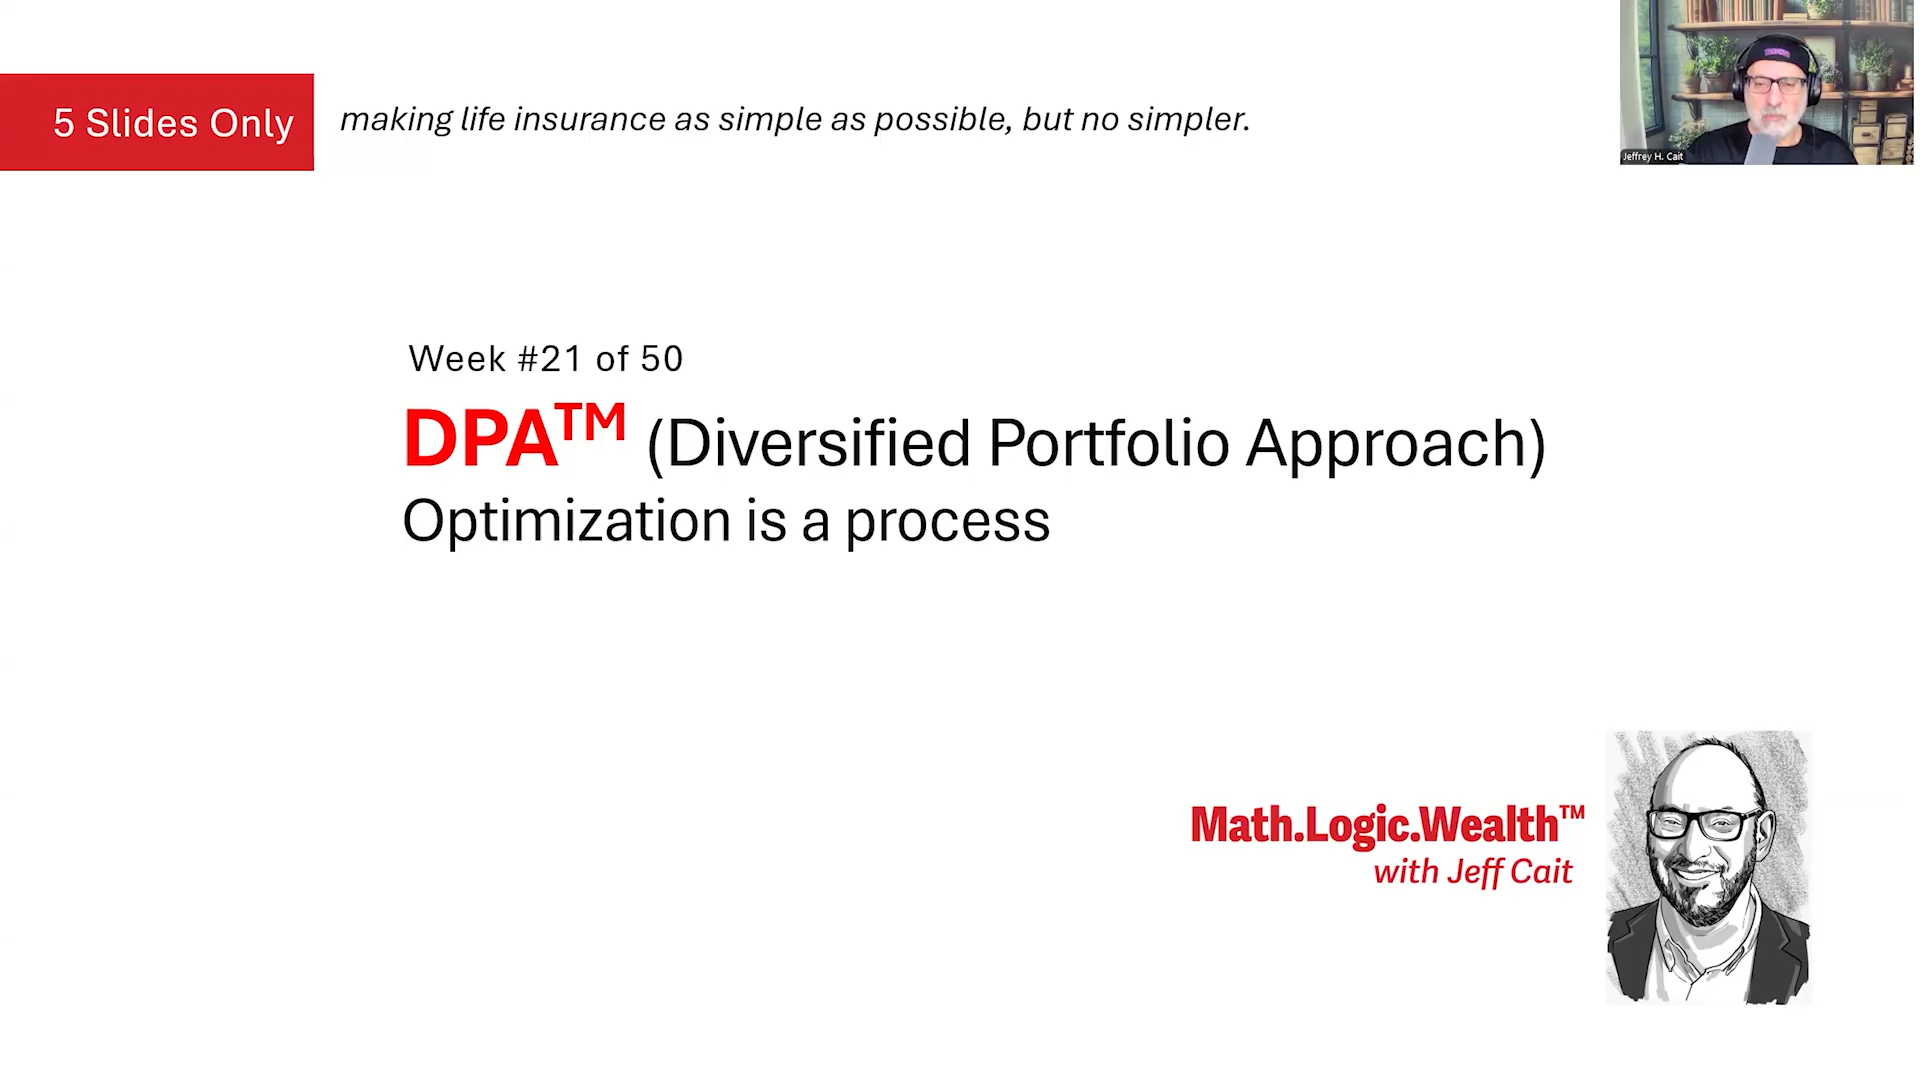 5 Slides Only
making life insurance as simple as possible, but no simpler.
Jeffrey H. Cait
Week #21 of 50
DPA™ (Diversified Portfolio Approach)
Optimization is a process
Math.Logic.Wealth™
with Jeff Cait